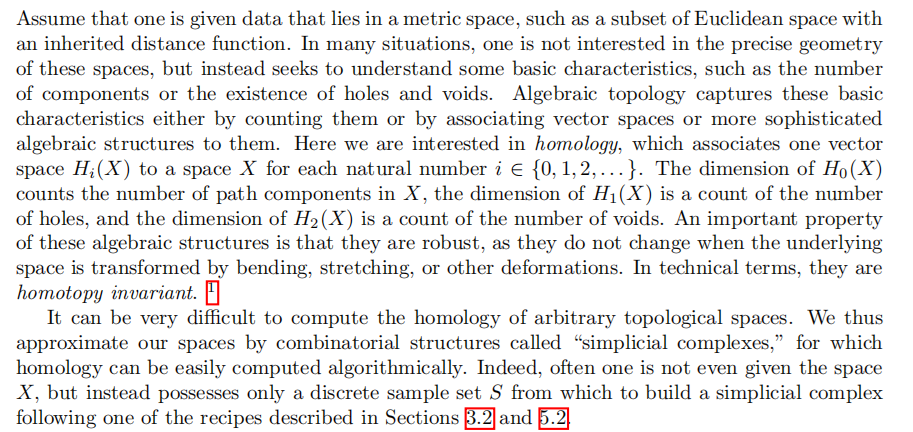 Assume that one is given data that lies in a metric space, such as a subset of Euclidean space with
an inherited distance function. In many situations, one is not interested in the precise geometry
of these spaces, but instead seeks to understand some basic characteristics, such as the number
of components or the existence of holes and voids. Algebraic topology captures these basic
characteristics either by counting them or by associating vector spaces or more sophisticated
algebraic structures to them. Here we are interested in homology, which associates one vector
space H_i(X) to a space X for each natural number i ∈ {0, 1, 2, . . . }. The dimension of H_0(X)
counts the number of path components in X, the dimension of H_1(X) is a count of the number
of holes, and the dimension of H_2(X) is a count of the number of voids. An important property
of these algebraic structures is that they are robust, as they do not change when the underlying
space is transformed by bending, stretching, or other deformations. In technical terms, they are
homotopy invariant. 1
It can be very difficult to compute the homology of arbitrary topological spaces. We thus
approximate our spaces by combinatorial structures called “simplicial complexes,” for which
homology can be easily computed algorithmically. Indeed, often one is not even given the space
X, but instead possesses only a discrete sample set S from which to build a simplicial complex
following one of the recipes described in Sections 3.2 and 5.2.